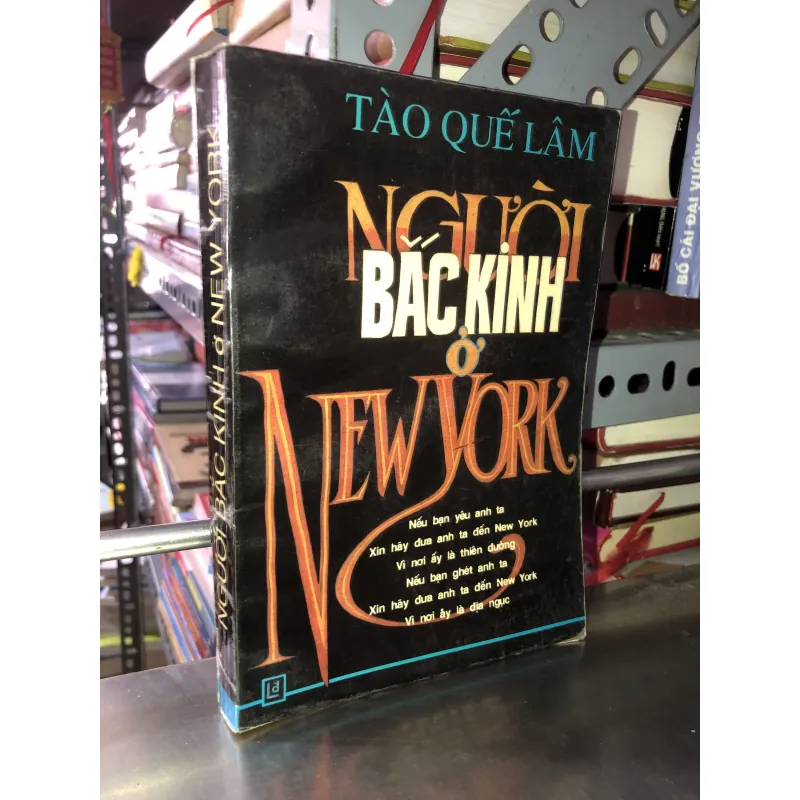 TÀO QUẾ LÂM
NGƯỜI
BẮC KINH
ở
NEW YORK
Nếu bạn yêu anh ta
Xin hãy đưa anh ta đến New York
Vì nơi ấy là thiên đường
Nếu bạn ghét anh ta
Xin hãy đưa anh ta đến New York
Vì nơi ấy là địa ngục
Lđ
NGƯỜI BẮC KINH ở NEW YORK
BỐ CÁI ĐẠI VƯƠNG